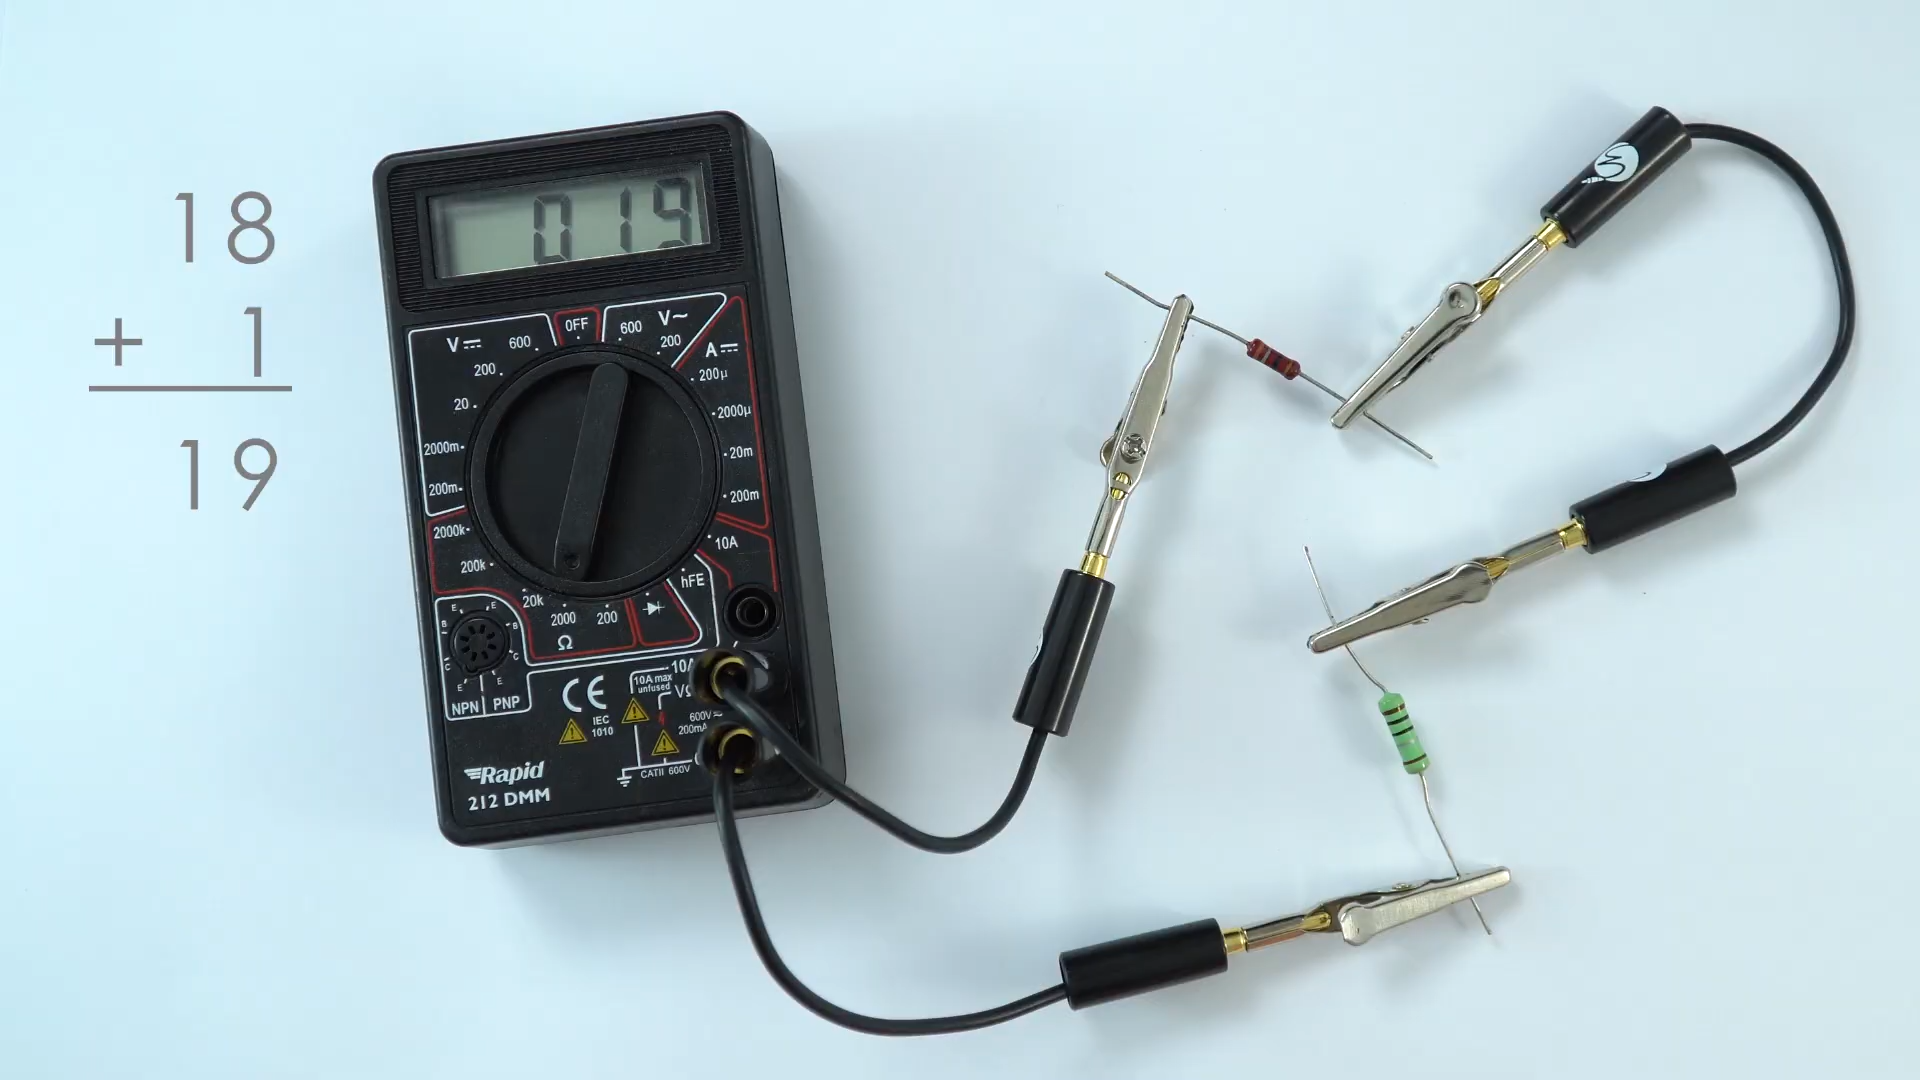 18
+ 1
19
019
OFF
V⎓ 600
600 V~
200
200
A⎓
200µ
20
2000µ
2000m
20m
200m
200m
2000k
10A
200k
hFE
20k
2000
200
Ω
E E
B B
C C
E E
NPN PNP
CE
IEC
1010
10A
10A max
unfused
VΩ
600V
200mA
CATII 600V
Rapid
212 DMM